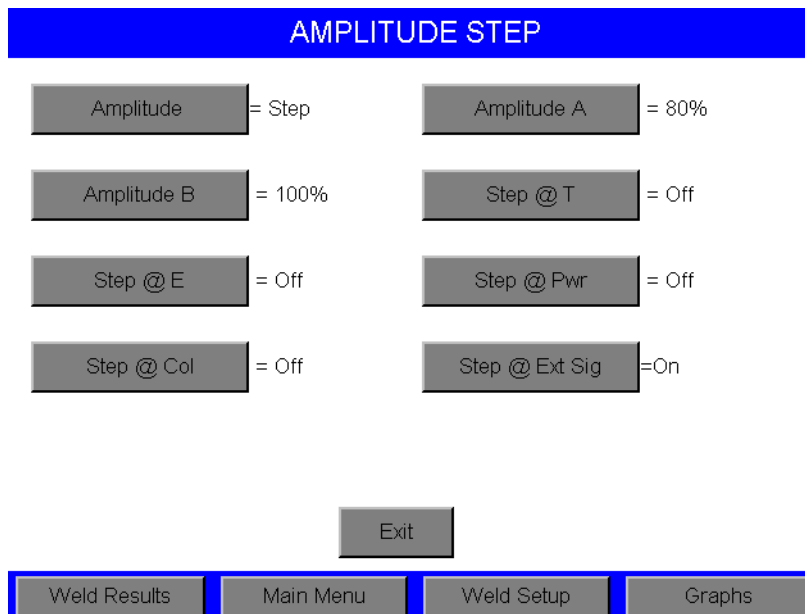 AMPLITUDE STEP
Amplitude = Step Amplitude A = 80%
Amplitude B = 100% Step @ T = Off
Step @ E = Off Step @ Pwr = Off
Step @ Col = Off Step @ Ext Sig =On
Exit
Weld Results Main Menu Weld Setup Graphs